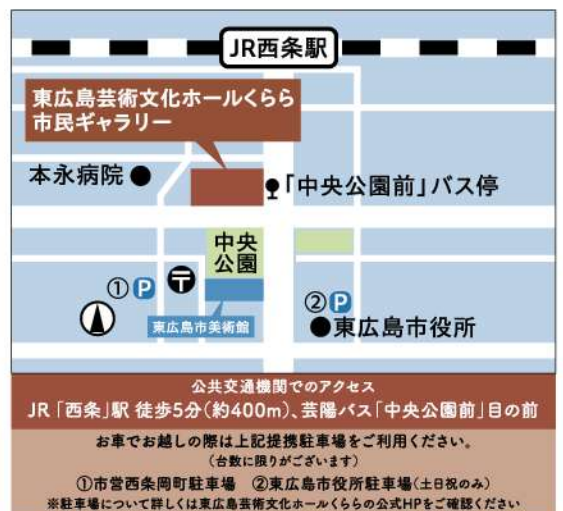 JR西条駅
東広島芸術文化ホールくらら
市民ギャラリー
本永病院
「中央公園前」バス停
中央
公園
① P
〒
② P
東広島市美術館
東広島市役所
公共交通機関でのアクセス
JR「西条」駅 徒歩5分(約400m)、芸陽バス「中央公園前」目の前
お車でお越しの際は上記提携駐車場をご利用ください。
(台数に限りがございます)
①市営西条岡町駐車場 ②東広島市役所駐車場(土日祝のみ)
※駐車場について詳しくは東広島芸術文化ホールくららの公式HPをご確認ください